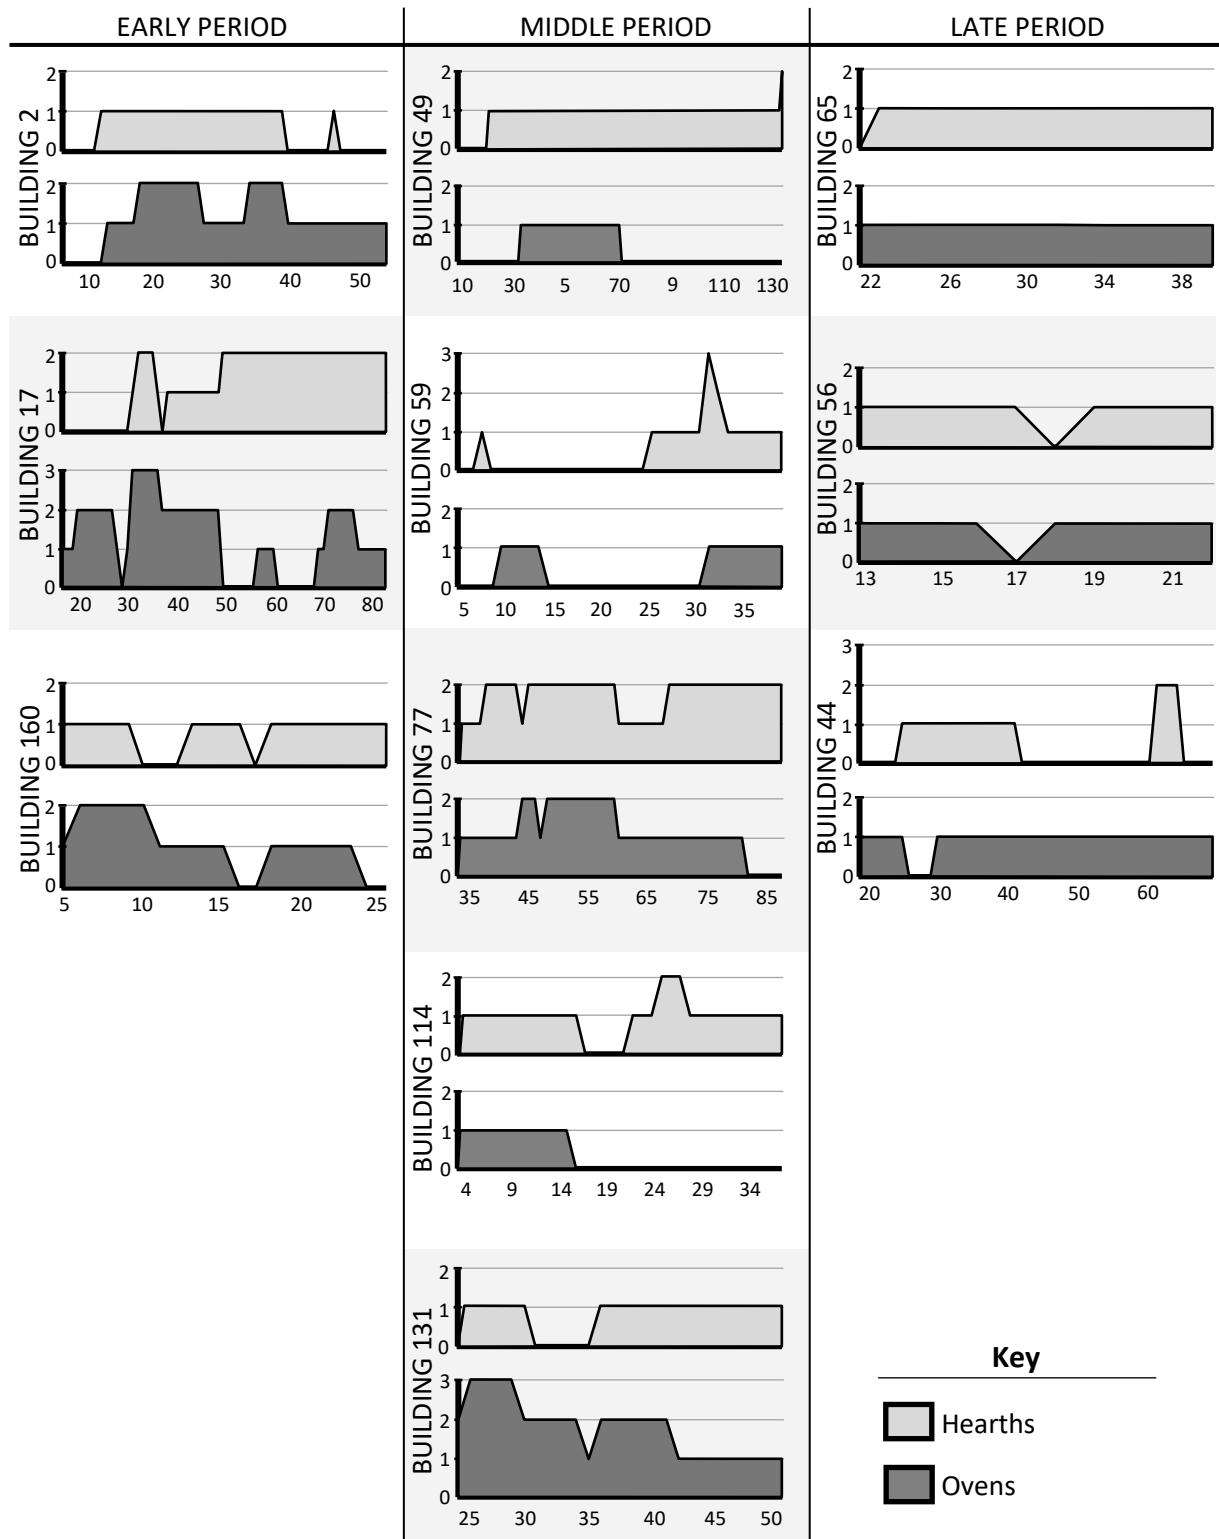 EARLY PERIOD
MIDDLE PERIOD
LATE PERIOD
BUILDING 2
2
1
0
2
1
0
10 20 30 40 50
BUILDING 17
2
1
0
3
2
1
0
20 30 40 50 60 70 80
BUILDING 160
2
1
0
2
1
0
5 10 15 20 25
BUILDING 49
2
1
0
2
1
0
10 30 5 70 9 110 130
BUILDING 59
3
2
1
0
2
1
0
5 10 15 20 25 30 35
BUILDING 77
2
1
0
2
1
0
35 45 55 65 75 85
BUILDING 114
2
1
0
2
1
0
4 9 14 19 24 29 34
BUILDING 131
2
1
0
3
2
1
0
25 30 35 40 45 50
BUILDING 65
2
1
0
2
1
0
22 26 30 34 38
BUILDING 56
2
1
0
2
1
0
13 15 17 19 21
BUILDING 44
3
2
1
0
2
1
0
20 30 40 50 60
Key
Hearths
Ovens